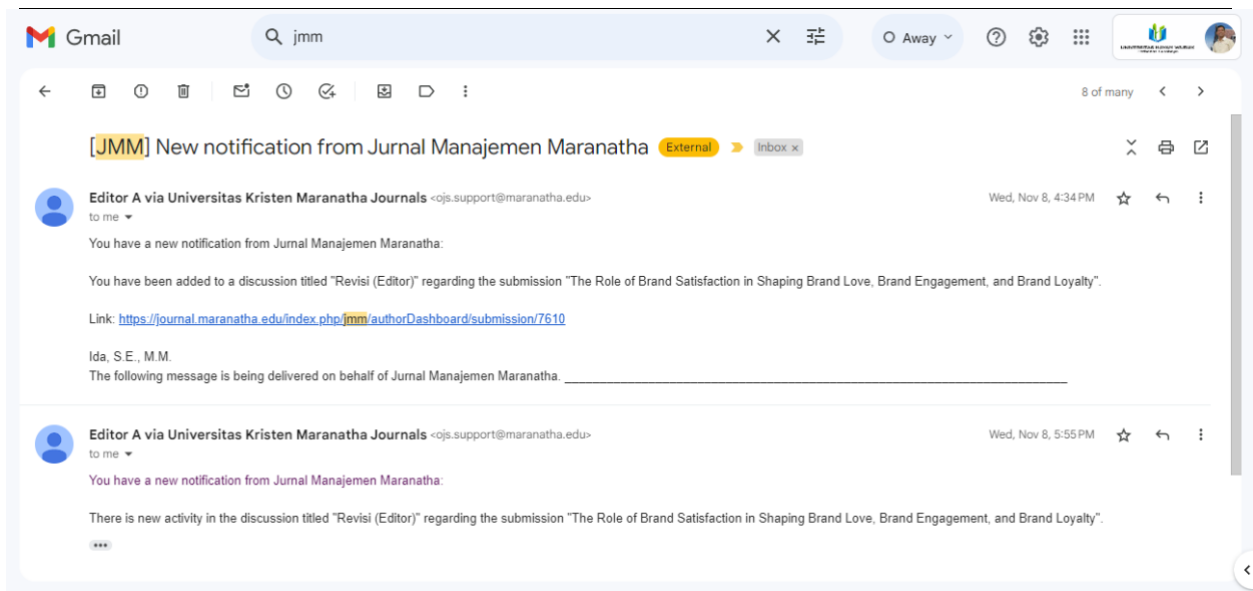 Gmail
jmm
Away
8 of many
[JMM] New notification from Jurnal Manajemen Maranatha External Inbox x
Editor A via Universitas Kristen Maranatha Journals <ojs.support@maranatha.edu> Wed, Nov 8, 4:34 PM
to me
You have a new notification from Jurnal Manajemen Maranatha:
You have been added to a discussion titled "Revisi (Editor)" regarding the submission "The Role of Brand Satisfaction in Shaping Brand Love, Brand Engagement, and Brand Loyalty".
Link: https://journal.maranatha.edu/index.php/jmm/authorDashboard/submission/7610
Ida, S.E., M.M.
The following message is being delivered on behalf of Jurnal Manajemen Maranatha. ____________________________________________________________________________
Editor A via Universitas Kristen Maranatha Journals <ojs.support@maranatha.edu> Wed, Nov 8, 5:55 PM
to me
You have a new notification from Jurnal Manajemen Maranatha:
There is new activity in the discussion titled "Revisi (Editor)" regarding the submission "The Role of Brand Satisfaction in Shaping Brand Love, Brand Engagement, and Brand Loyalty".